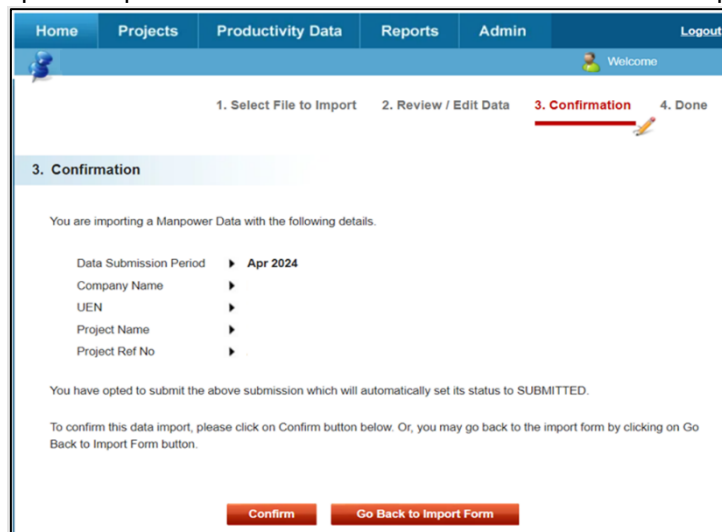 Home Projects Productivity Data Reports Admin Logout
Welcome
1. Select File to Import 2. Review / Edit Data 3. Confirmation 4. Done
3. Confirmation
You are importing a Manpower Data with the following details.
Data Submission Period Apr 2024
Company Name
UEN
Project Name
Project Ref No
You have opted to submit the above submission which will automatically set its status to SUBMITTED.
To confirm this data import, please click on Confirm button below. Or, you may go back to the import form by clicking on Go
Back to Import Form button.
Confirm Go Back to Import Form